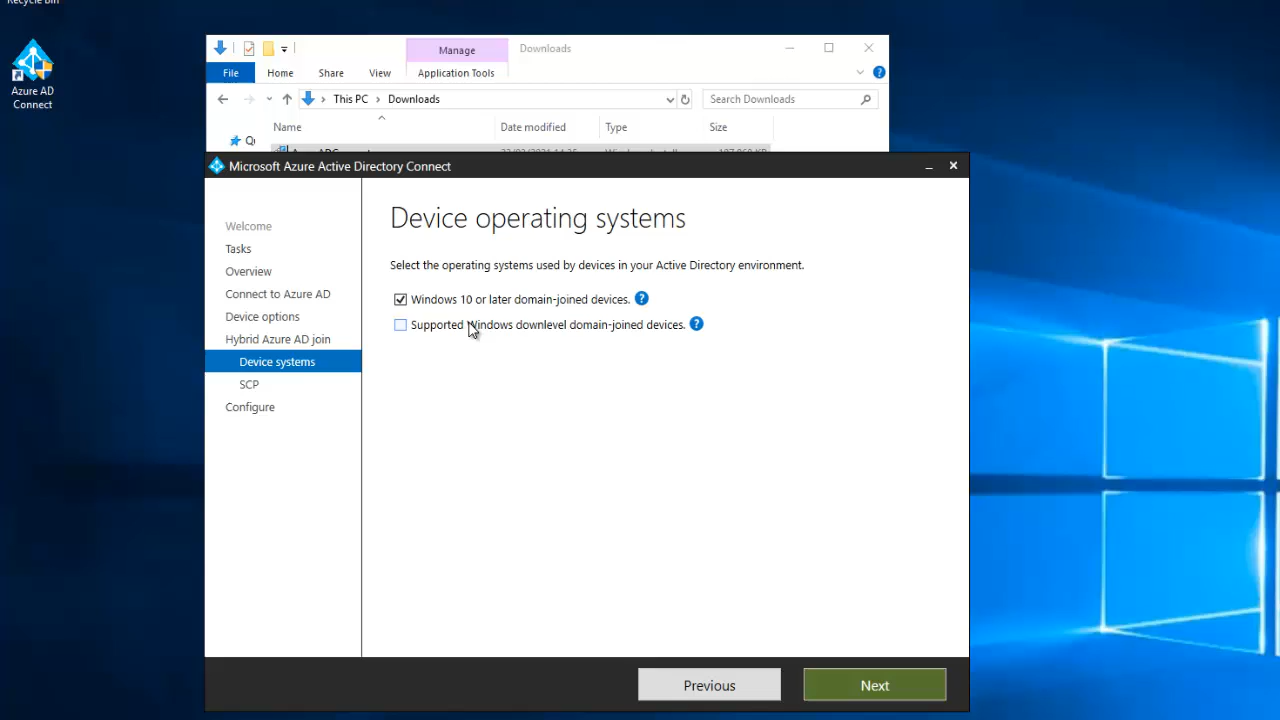 Recycle Bin
Azure AD
Connect
Manage
Downloads
File
Home
Share
View
Application Tools
This PC
Downloads
Search Downloads
Name
Date modified
Type
Size
Microsoft Azure Active Directory Connect
Welcome
Tasks
Overview
Connect to Azure AD
Device options
Hybrid Azure AD join
Device systems
SCP
Configure
Device operating systems
Select the operating systems used by devices in your Active Directory environment.
Windows 10 or later domain-joined devices.
Supported Windows downlevel domain-joined devices.
Previous
Next